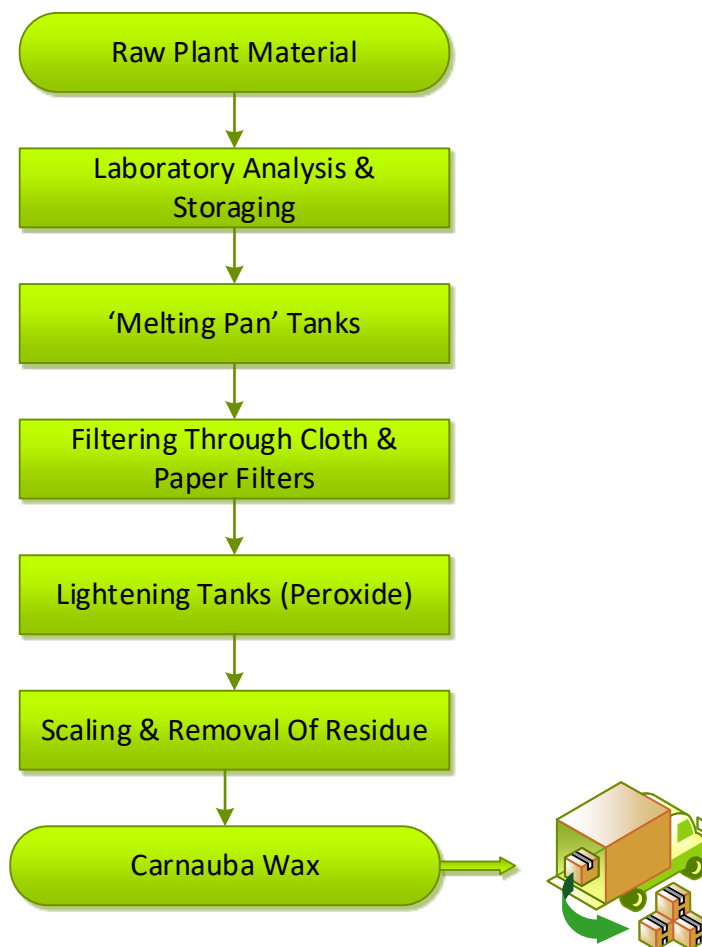 Raw Plant Material
Laboratory Analysis &
Storaging
‘Melting Pan’ Tanks
Filtering Through Cloth &
Paper Filters
Lightening Tanks (Peroxide)
Scaling & Removal Of Residue
Carnauba Wax